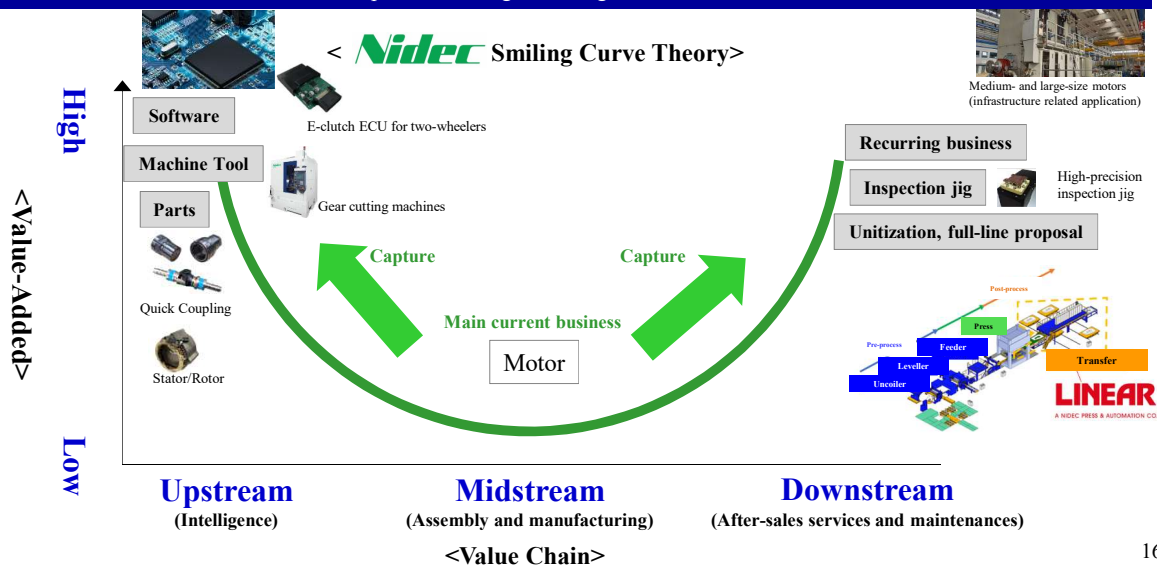 < Nidec Smiling Curve Theory>
Medium- and large-size motors
(infrastructure related application)
High
Software
E-clutch ECU for two-wheelers
Recurring business
Machine Tool
Inspection jig
High-precision
inspection jig
Parts
Gear cutting machines
Unitization, full-line proposal
<Value-Added>
Capture
Capture
Quick Coupling
Main current business
Motor
Stator/Rotor
Post-process
Press
Pre-process
Feeder
Leveller
Transfer
Uncoiler
LINEAR
A NIDEC PRESS & AUTOMATION CO.
Low
Upstream
Midstream
Downstream
(Intelligence)
(Assembly and manufacturing)
(After-sales services and maintenances)
<Value Chain>
16